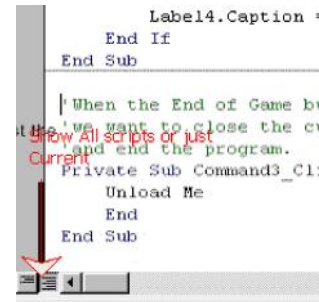 Label4.Caption =
End If
End Sub
'When the End of Game bu
'we want to close the cu
'and end the program.
Show All scripts or just
Current
Private Sub Command3_Cli
Unload Me
End
End Sub